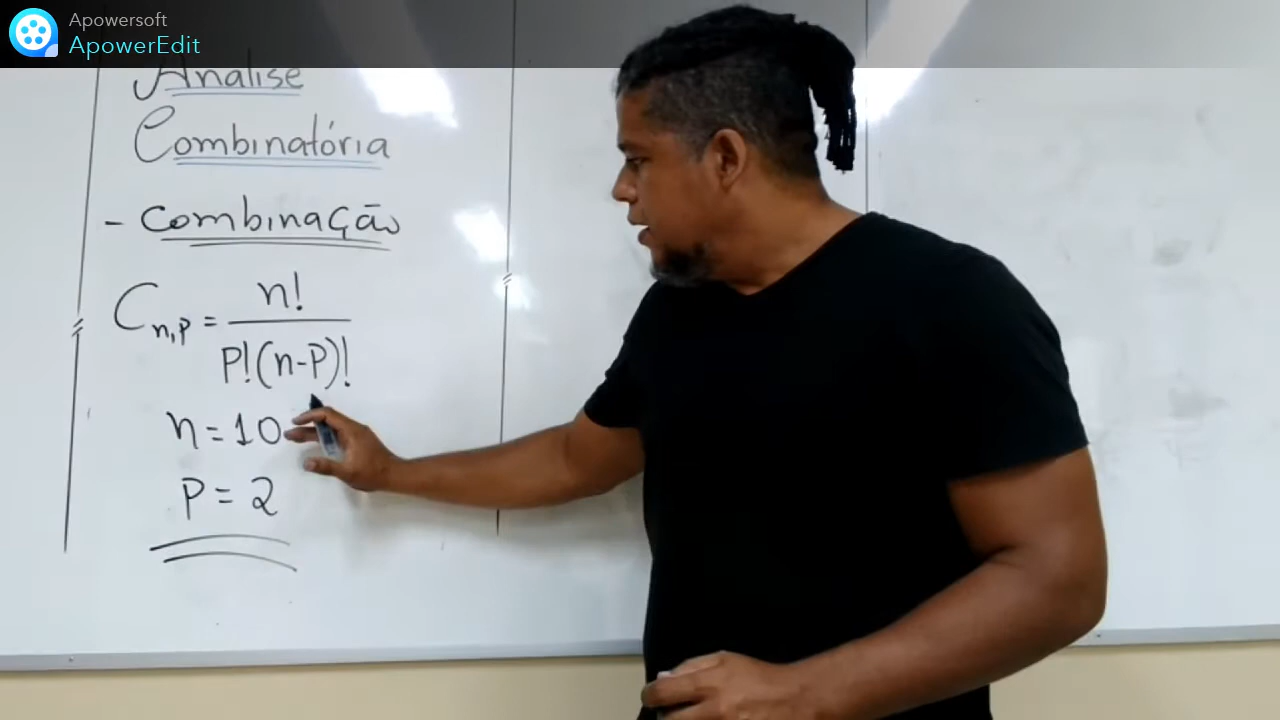 Apowersoft
ApowerEdit
Análise
Combinatória
- Combinação
C n,p = n! / P!(n-P)!
n = 10
P = 2